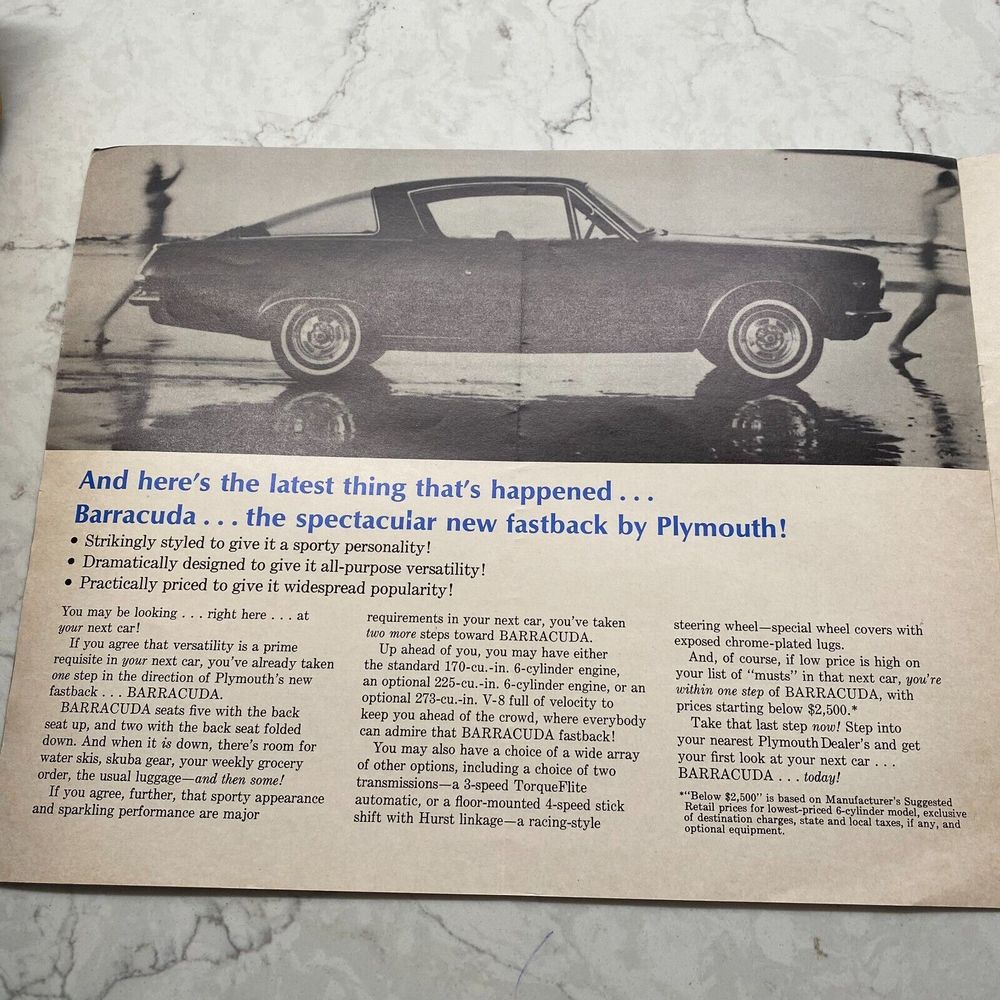 And here's the latest thing that's happened . . .
Barracuda . . . the spectacular new fastback by Plymouth!
• Strikingly styled to give it a sporty personality!
• Dramatically designed to give it all-purpose versatility!
• Practically priced to give it widespread popularity!
You may be looking . . . right here . . . at
your next car!
If you agree that versatility is a prime
requisite in your next car, you've already taken
one step in the direction of Plymouth's new
fastback . . . BARRACUDA.
BARRACUDA seats five with the back
seat up, and two with the back seat folded
down. And when it is down, there's room for
water skis, skuba gear, your weekly grocery
order, the usual luggage—and then some!
If you agree, further, that sporty appearance
and sparkling performance are major
requirements in your next car, you've taken
two more steps toward BARRACUDA.
Up ahead of you, you may have either
the standard 170-cu.-in. 6-cylinder engine,
an optional 225-cu.-in. 6-cylinder engine, or an
optional 273-cu.-in. V-8 full of velocity to
keep you ahead of the crowd, where everybody
can admire that BARRACUDA fastback!
You may also have a choice of a wide array
of other options, including a choice of two
transmissions—a 3-speed TorqueFlite
automatic, or a floor-mounted 4-speed stick
shift with Hurst linkage—a racing-style
steering wheel—special wheel covers with
exposed chrome-plated lugs.
And, of course, if low price is high on
your list of "musts" in that next car, you're
within one step of BARRACUDA, with
prices starting below $2,500.*
Take that last step now! Step into
your nearest Plymouth Dealer's and get
your first look at your next car . . .
BARRACUDA . . . today!
*"Below $2,500" is based on Manufacturer's Suggested
Retail prices for lowest-priced 6-cylinder model, exclusive
of destination charges, state and local taxes, if any, and
optional equipment.